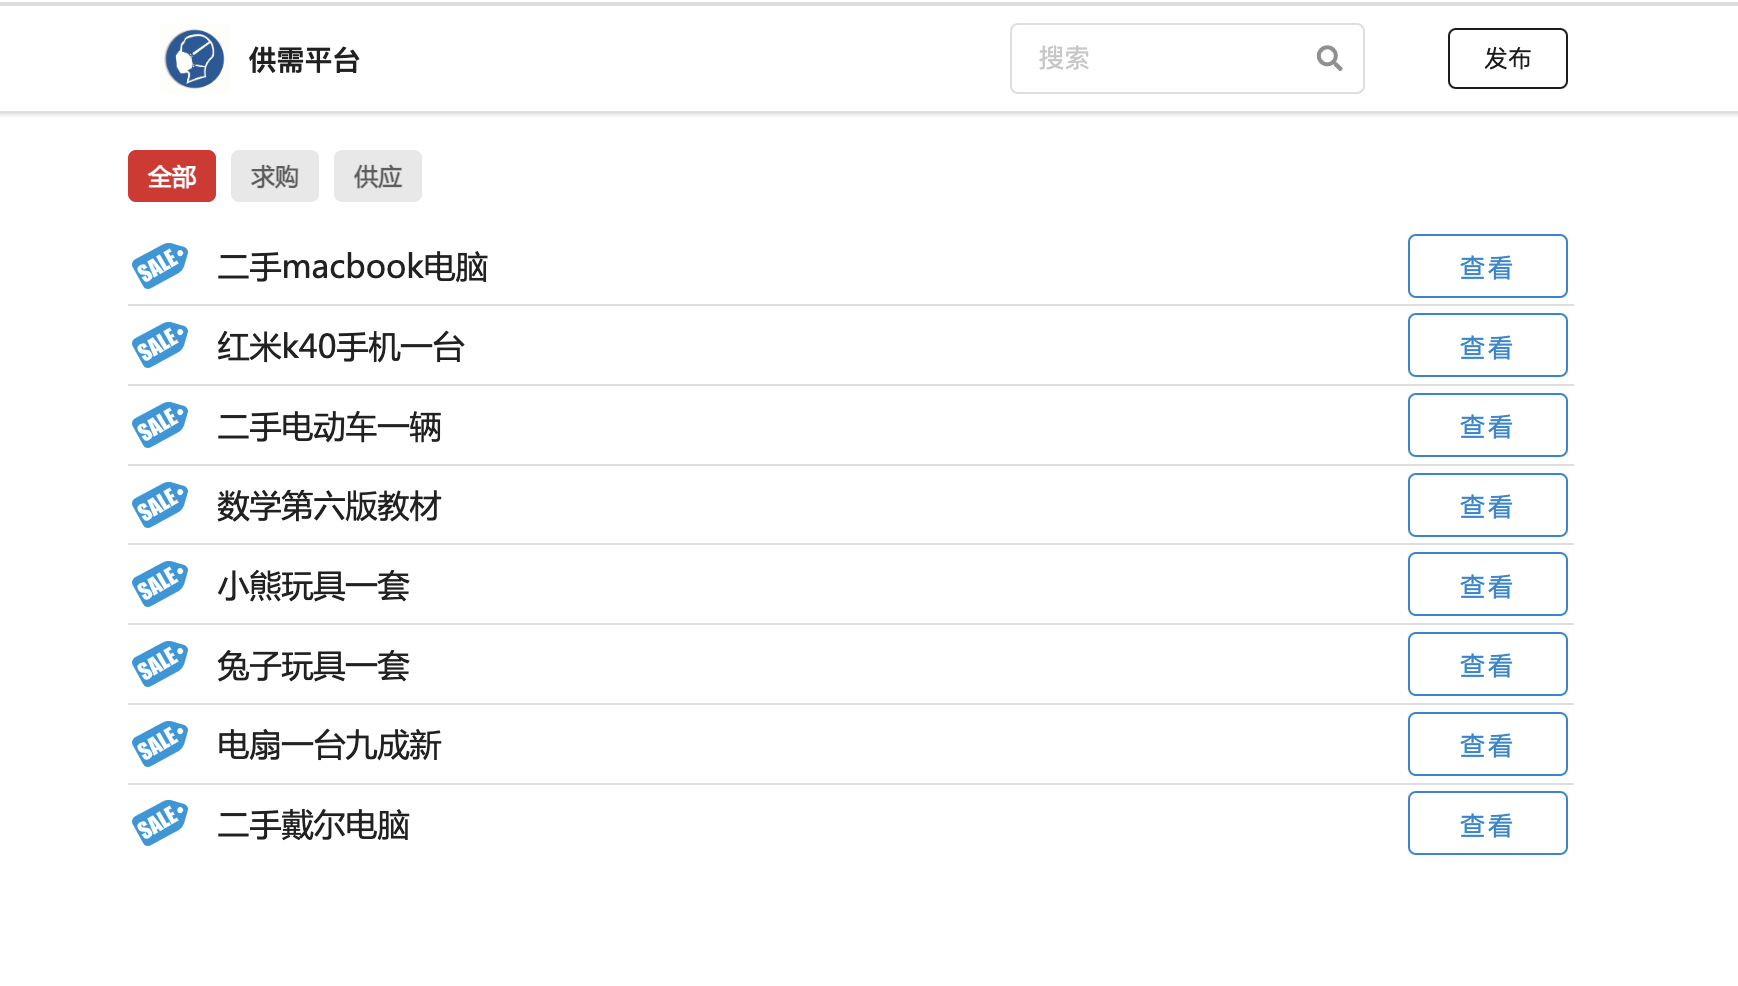 供需平台
搜索
发布
全部 求购 供应
SALE 二手macbook电脑 查看
SALE 红米k40手机一台 查看
SALE 二手电动车一辆 查看
SALE 数学第六版教材 查看
SALE 小熊玩具一套 查看
SALE 兔子玩具一套 查看
SALE 电扇一台九成新 查看
SALE 二手戴尔电脑 查看